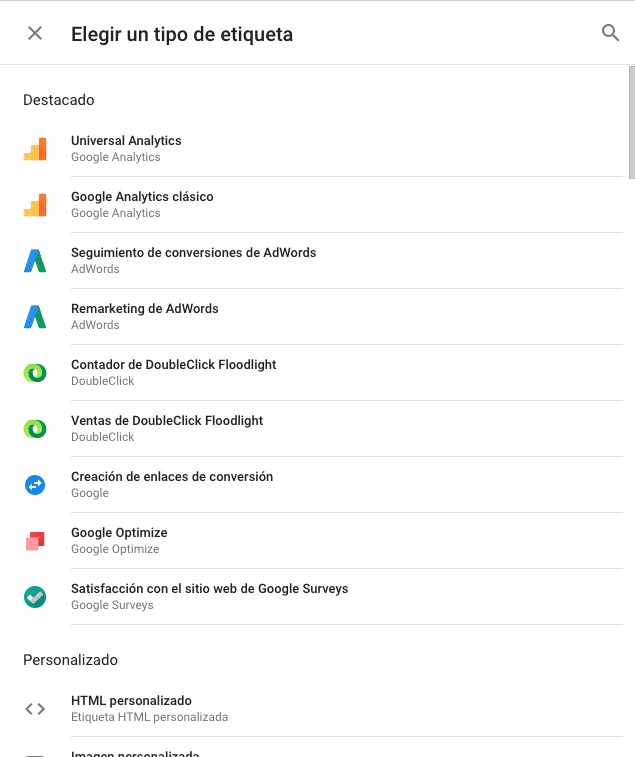 Elegir un tipo de etiqueta
Destacado
Universal Analytics
Google Analytics
Google Analytics clásico
Google Analytics
Seguimiento de conversiones de AdWords
AdWords
Remarketing de AdWords
AdWords
Contador de DoubleClick Floodlight
DoubleClick
Ventas de DoubleClick Floodlight
DoubleClick
Creación de enlaces de conversión
Google
Google Optimize
Google Optimize
Satisfacción con el sitio web de Google Surveys
Google Surveys
Personalizado
HTML personalizado
Etiqueta HTML personalizada
Imagen personalizada